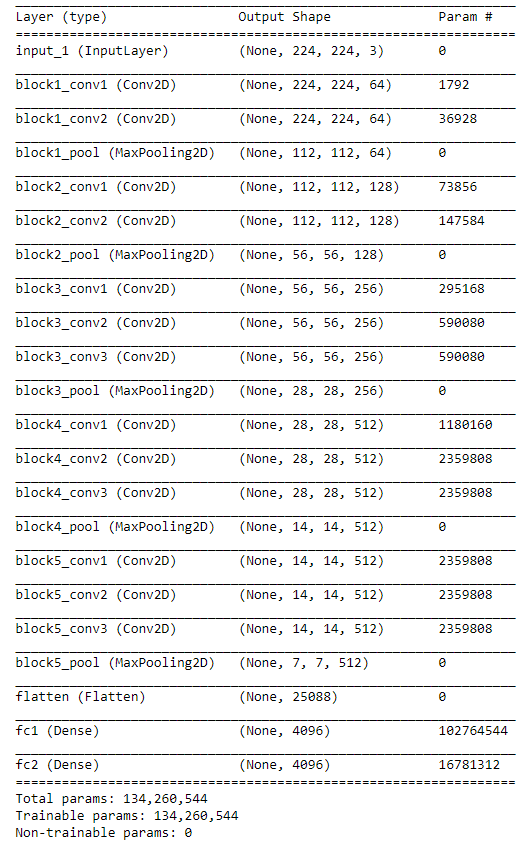 Layer (type) Output Shape Param #
input_1 (InputLayer) (None, 224, 224, 3) 0
block1_conv1 (Conv2D) (None, 224, 224, 64) 1792
block1_conv2 (Conv2D) (None, 224, 224, 64) 36928
block1_pool (MaxPooling2D) (None, 112, 112, 64) 0
block2_conv1 (Conv2D) (None, 112, 112, 128) 73856
block2_conv2 (Conv2D) (None, 112, 112, 128) 147584
block2_pool (MaxPooling2D) (None, 56, 56, 128) 0
block3_conv1 (Conv2D) (None, 56, 56, 256) 295168
block3_conv2 (Conv2D) (None, 56, 56, 256) 590080
block3_conv3 (Conv2D) (None, 56, 56, 256) 590080
block3_pool (MaxPooling2D) (None, 28, 28, 256) 0
block4_conv1 (Conv2D) (None, 28, 28, 512) 1180160
block4_conv2 (Conv2D) (None, 28, 28, 512) 2359808
block4_conv3 (Conv2D) (None, 28, 28, 512) 2359808
block4_pool (MaxPooling2D) (None, 14, 14, 512) 0
block5_conv1 (Conv2D) (None, 14, 14, 512) 2359808
block5_conv2 (Conv2D) (None, 14, 14, 512) 2359808
block5_conv3 (Conv2D) (None, 14, 14, 512) 2359808
block5_pool (MaxPooling2D) (None, 7, 7, 512) 0
flatten (Flatten) (None, 25088) 0
fc1 (Dense) (None, 4096) 102764544
fc2 (Dense) (None, 4096) 16781312
Total params: 134,260,544
Trainable params: 134,260,544
Non-trainable params: 0